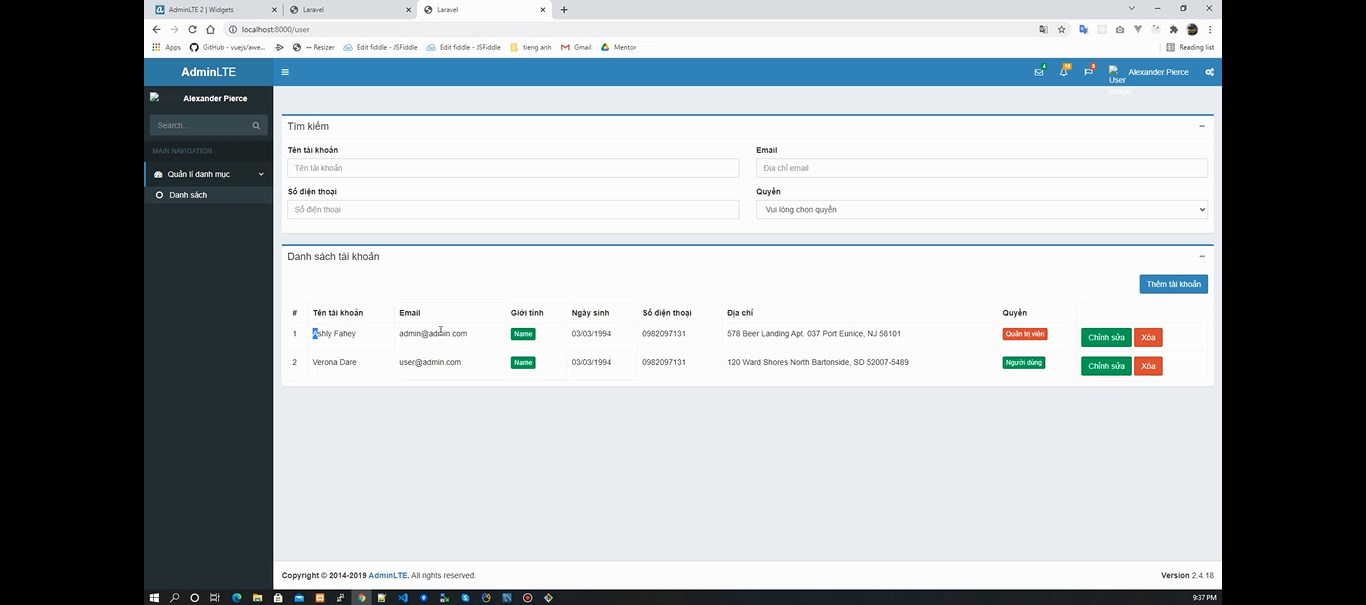 AdminLTE 2 | Widgets
Laravel
Laravel
localhost:8000/user
Apps
GitHub - vuejs/awe...
-- Resizer
Edit fiddle - JSFiddle
Edit fiddle - JSFiddle
tieng anh
Gmail
Mentor
Reading list
AdminLTE
User
Alexander Pierce
Alexander Pierce
Search...
MAIN NAVIGATION
Quản lí danh mục
Danh sách
Tìm kiếm
Tên tài khoản
Email
Tên tài khoản
Địa chỉ email
Số điện thoại
Quyền
Số điện thoại
Vui lòng chọn quyền
Danh sách tài khoản
Thêm tài khoản
# Tên tài khoản Email Giới tính Ngày sinh Số điện thoại Địa chỉ Quyền
1 Ashly Fahey admin@admin.com Name 03/03/1994 0982097131 578 Beer Landing Apt. 037 Port Eunice, NJ 58101 Quản trị viên Chỉnh sửa Xóa
2 Verona Dare user@admin.com Name 03/03/1994 0982097131 120 Ward Shores North Bartonside, SD 52007-5489 Người dùng Chỉnh sửa Xóa
Copyright © 2014-2019 AdminLTE. All rights reserved.
Version 2.4.18
9:37 PM